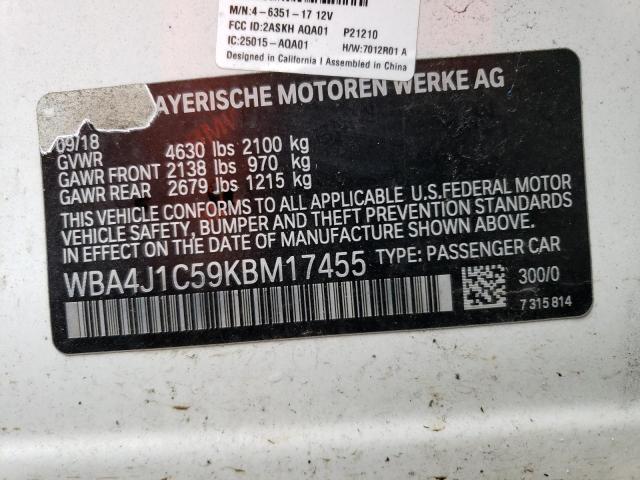 M/N:4-6351-17 12V
FCC ID:2ASKH AQA01 P21210
IC:25015-AQA01 H/W:7012R01 A
Designed in California I Assembled in China
AYERISCHE MOTOREN WERKE AG
09/18
GVWR 4630 lbs 2100 kg
GAWR FRONT 2138 lbs 970 kg
GAWR REAR 2679 lbs 1215 kg
THIS VEHICLE CONFORMS TO ALL APPLICABLE U.S.FEDERAL MOTOR
VEHICLE SAFETY, BUMPER AND THEFT PREVENTION STANDARDS
IN EFFECT ON THE DATE OF MANUFACTURE SHOWN ABOVE.
WBA4J1C59KBM17455 TYPE: PASSENGER CAR
300/0
7 315 814